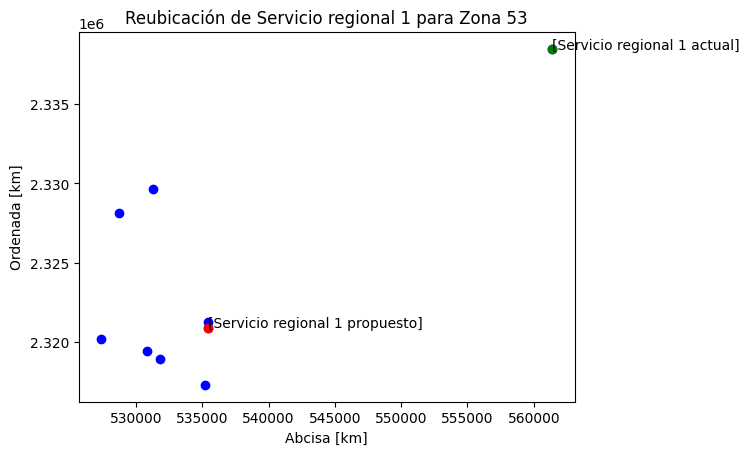 Reubicación de Servicio regional 1 para Zona 53
1e6
[Servicio regional 1 actual]
2.335
2.330
2.325
2.320
[Servicio regional 1 propuesto]
Ordenada [km]
530000 535000 540000 545000 550000 555000 560000
Abcisa [km]